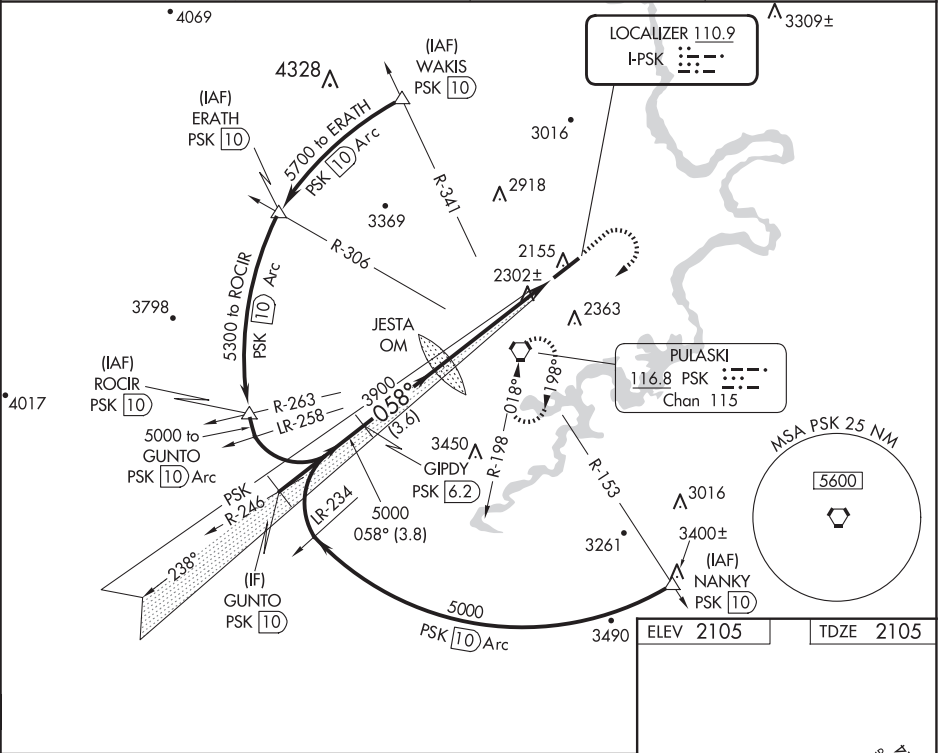 4069
3309±
LOCALIZER 110.9
I-PSK
(IAF)
WAKIS
PSK 10
4328
(IAF)
ERATH
PSK 10
5700 to ERATH
PSK 10 Arc
3016
R-341
2918
3369
R-306
2155
2302±
5300 to ROCIR
PSK 10 Arc
3798
2363
JESTA
OM
PULASKI
116.8 PSK
Chan 115
(IAF)
ROCIR
PSK 10
4017
R-263
LR-258
3900
058°
(3.6)
018°
198°
5000 to
GUNTO
PSK 10 Arc
3450
GIPDY
PSK 6.2
R-198
R-153
MSA PSK 25 NM
5600
PSK
R-246
LR-234
5000
058° (3.8)
3016
3261
3400±
238°
(IF)
GUNTO
PSK 10
(IAF)
NANKY
PSK 10
5000
PSK 10 Arc
3490
ELEV 2105
TDZE 2105